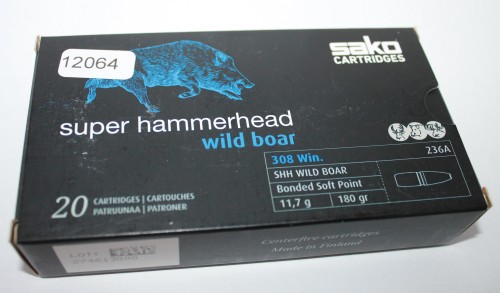 12064
sako
CARTRIDGES
super hammerhead
wild boar
236A
308 Win.
SHH WILD BOAR
Bonded Soft Point
11,7 g 180 gr
20 CARTRIDGES | CARTOUCHES
PATRUUNAA | PATRONER
Centerfire cartridges
Made in Finland
LOT: